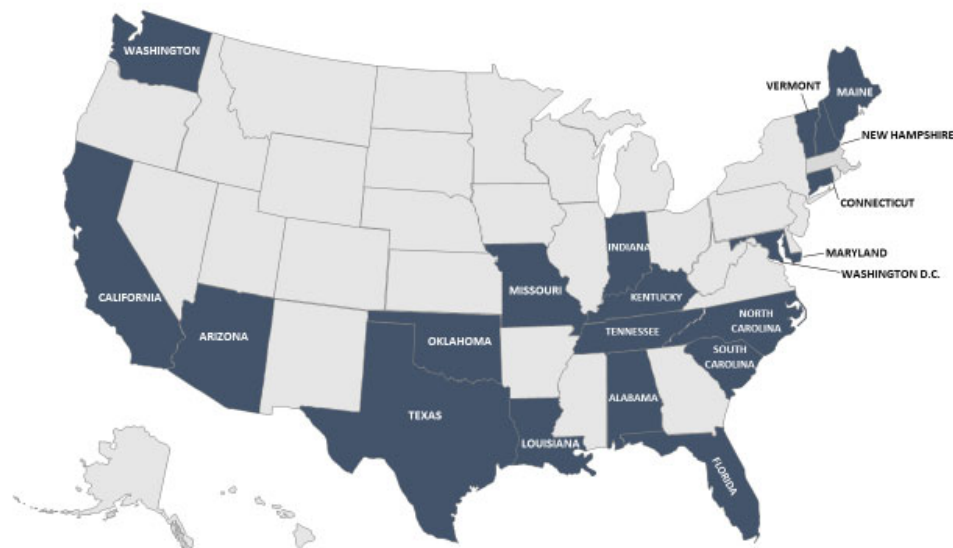 WASHINGTON
VERMONT
MAINE
NEW HAMPSHIRE
CONNECTICUT
INDIANA
MARYLAND
WASHINGTON D.C.
MISSOURI
KENTUCKY
CALIFORNIA
NORTH
CAROLINA
TENNESSEE
ARIZONA
OKLAHOMA
SOUTH
CAROLINA
ALABAMA
TEXAS
LOUISIANA
FLORIDA